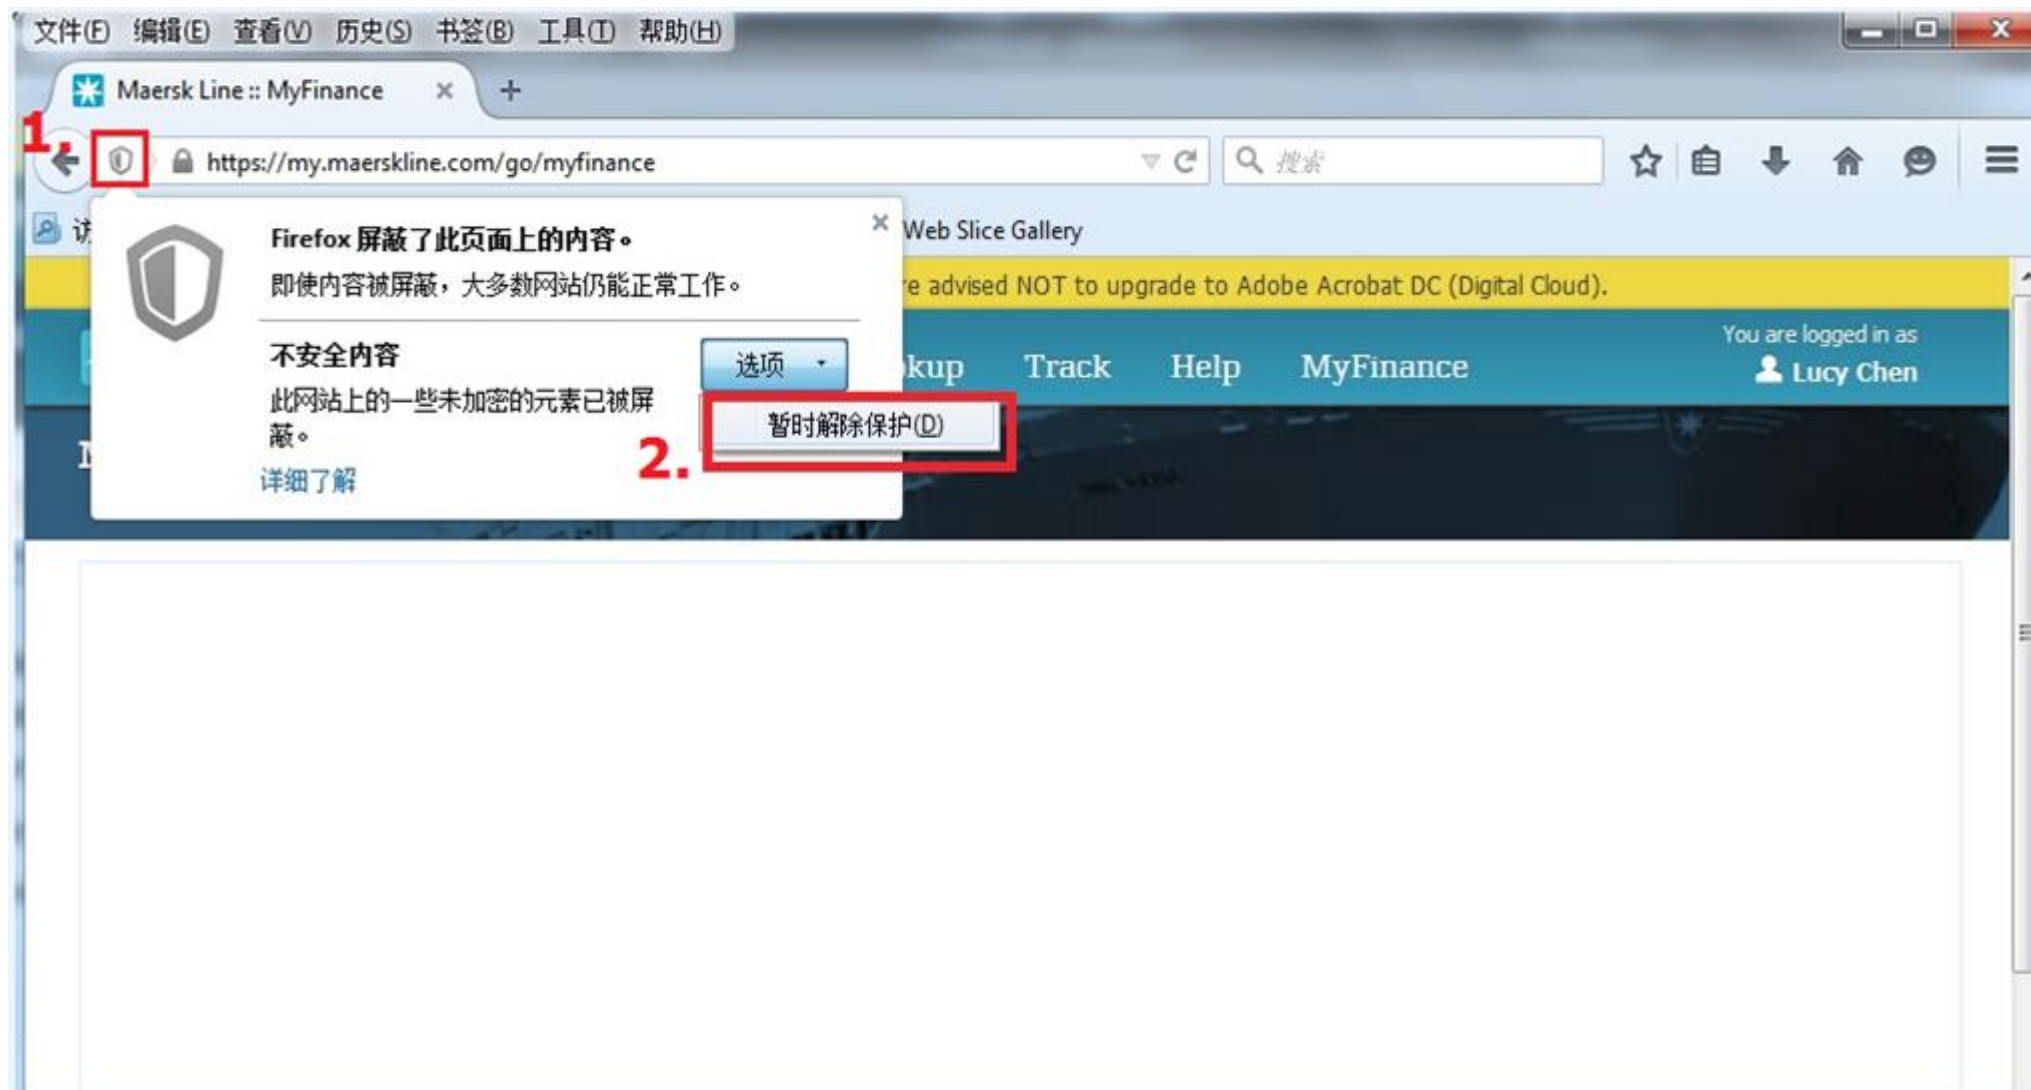 文件(F) 编辑(E) 查看(V) 历史(S) 书签(B) 工具(T) 帮助(H)
Maersk Line :: MyFinance
1.
https://my.maerskline.com/go/myfinance
搜索
访
Web Slice Gallery
Firefox 屏蔽了此页面上的内容。
即使内容被屏蔽，大多数网站仍能正常工作。
advised NOT to upgrade to Adobe Acrobat DC (Digital Cloud).
不安全内容
选项
此网站上的一些未加密的元素已被屏
蔽。
详细了解
2.
暂时解除保护(D)
kup Track Help MyFinance
You are logged in as
Lucy Chen